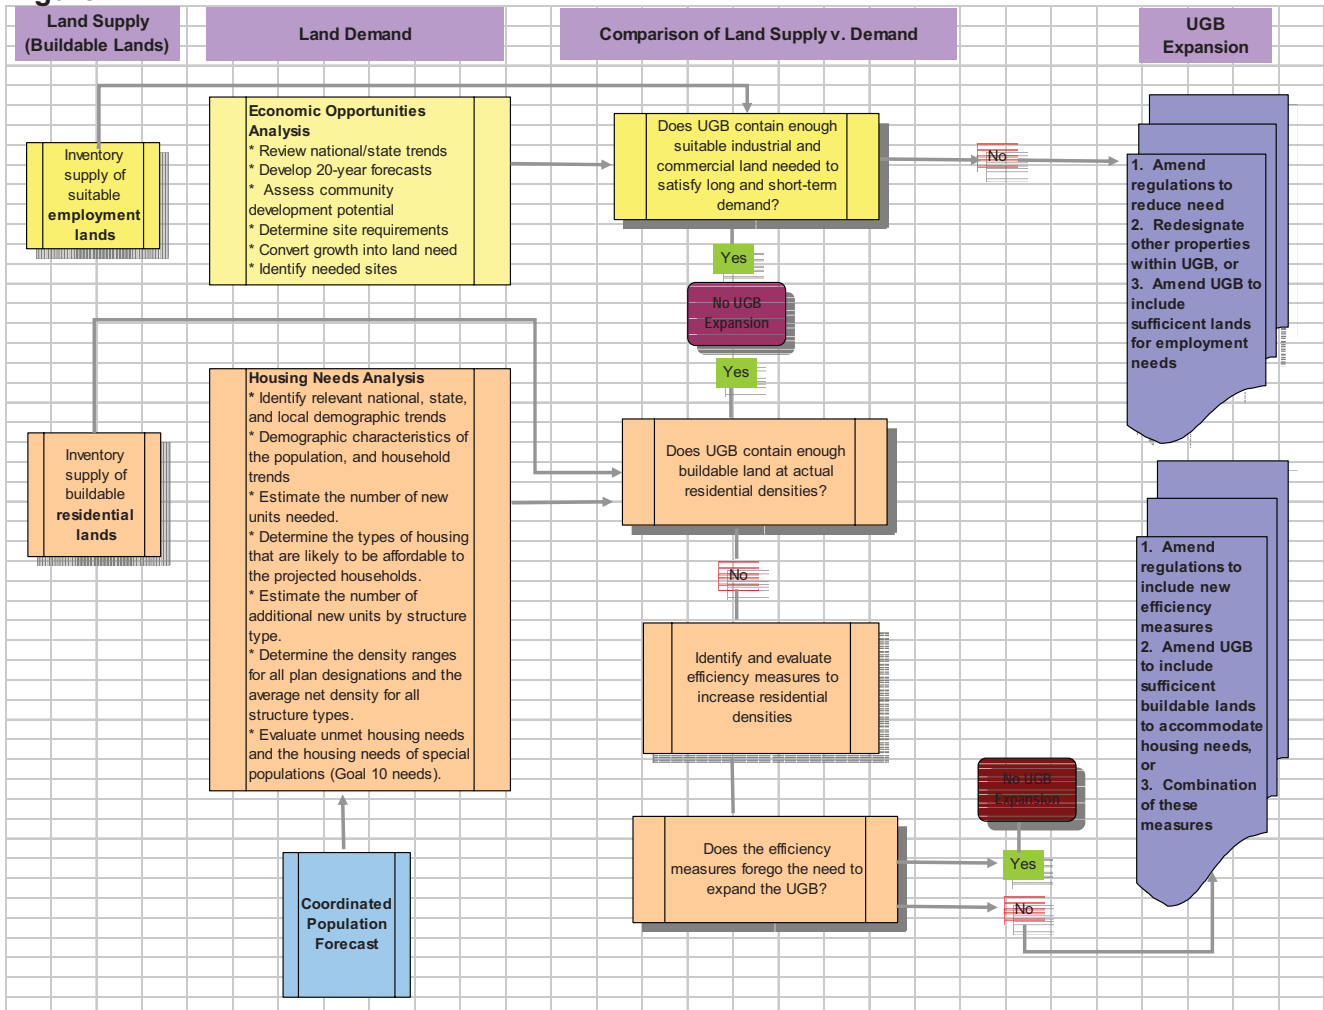 Land Supply
(Buildable Lands)
Land Demand
Comparison of Land Supply v. Demand
UGB
Expansion
Inventory
supply of
suitable
employment
lands
Economic Opportunities
Analysis
* Review national/state trends
* Develop 20-year forecasts
* Assess community
development potential
* Determine site requirements
* Convert growth into land need
* Identify needed sites
Does UGB contain enough
suitable industrial and
commercial land needed to
satisfy long and short-term
demand?
No
Yes
No UGB
Expansion
Yes
1. Amend
regulations to
reduce need
2. Redesignate
other properties
within UGB, or
3. Amend UGB to
include
sufficicent lands
for employment
needs
Inventory
supply of
buildable
residential
lands
Housing Needs Analysis
* Identify relevant national, state,
and local demographic trends
* Demographic characteristics of
the population, and household
trends
* Estimate the number of new
units needed.
* Determine the types of housing
that are likely to be affordable to
the projected households.
* Estimate the number of
additional new units by structure
type.
* Determine the density ranges
for all plan designations and the
average net density for all
structure types.
* Evaluate unmet housing needs
and the housing needs of special
populations (Goal 10 needs).
Does UGB contain enough
buildable land at actual
residential densities?
No
Identify and evaluate
efficiency measures to
increase residential
densities
Does the efficiency
measures forego the need to
expand the UGB?
No UGB
Expansion
Yes
No
1. Amend
regulations to
include new
efficiency
measures
2. Amend UGB
to include
sufficicent
buildable lands
to accommodate
housing needs,
or
3. Combination
of these
measures
Coordinated
Population
Forecast